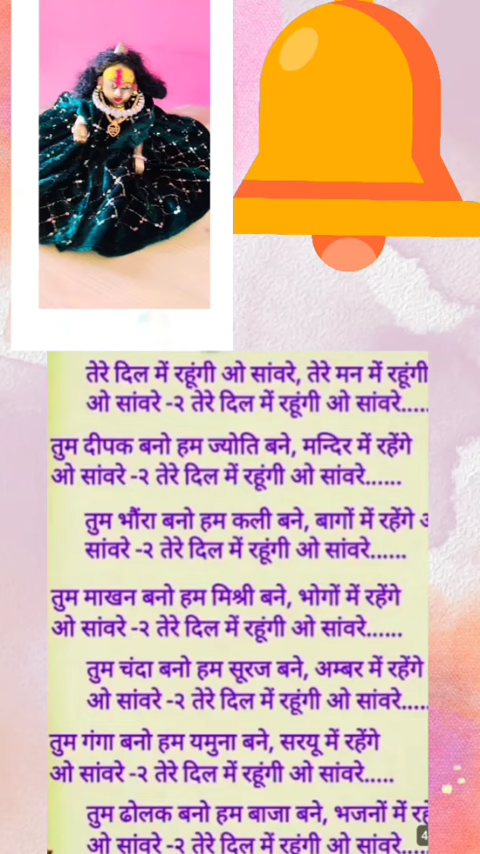 तेरे दिल में रहूंगी ओ सांवरे, तेरे मन में रहूंगी
ओ सांवरे -२ तेरे दिल में रहूंगी ओ सांवरे.....
तुम दीपक बनो हम ज्योति बने, मन्दिर में रहेंगे
ओ सांवरे -२ तेरे दिल में रहूंगी ओ सांवरे......
तुम भौंरा बनो हम कली बने, बागों में रहेंगे
सांवरे -२ तेरे दिल में रहूंगी ओ सांवरे......
तुम माखन बनो हम मिश्री बने, भोगों में रहेंगे
ओ सांवरे -२ तेरे दिल में रहूंगी ओ सांवरे......
तुम चंदा बनो हम सूरज बने, अम्बर में रहेंगे
ओ सांवरे -२ तेरे दिल में रहूंगी ओ सांवरे.....
तुम गंगा बनो हम यमुना बने, सरयू में रहेंगे
ओ सांवरे -२ तेरे दिल में रहूंगी ओ सांवरे.....
तुम ढोलक बनो हम बाजा बने, भजनों में
ओ सांवरे -२ तेरे दिल में रहूंगी ओ सांवरे....
4